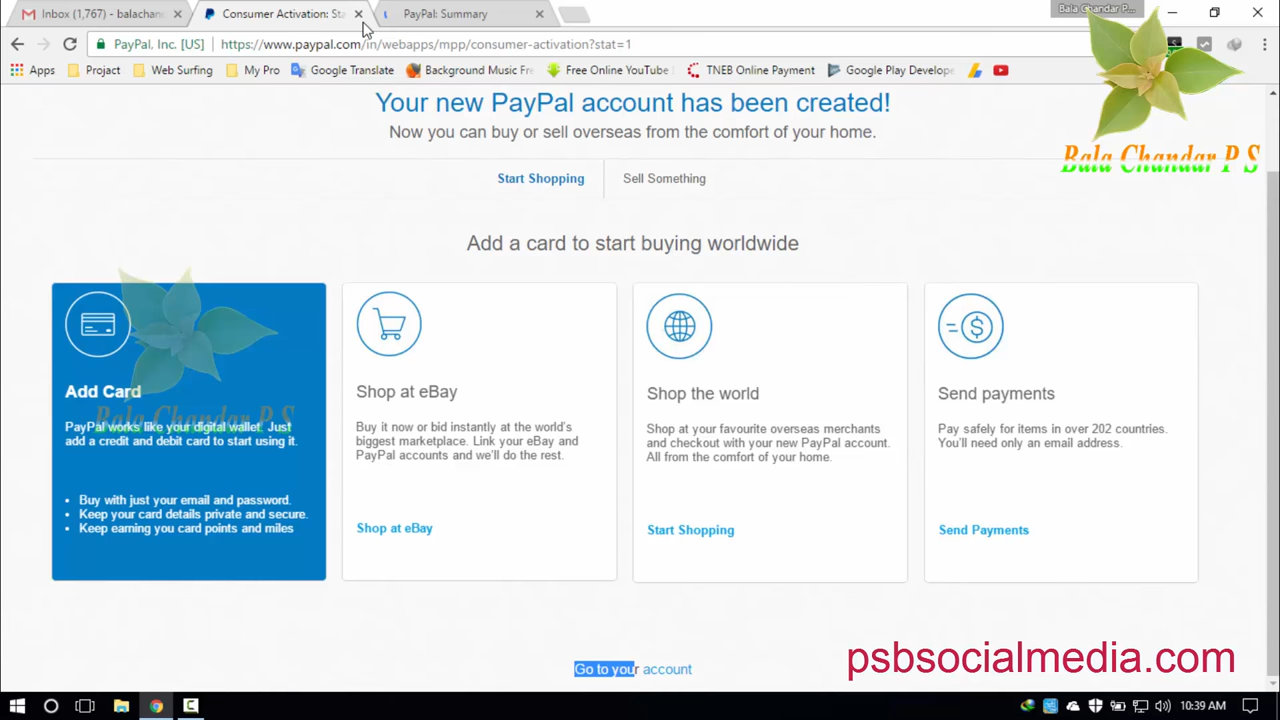 Inbox (1,767) - balachan
Consumer Activation: Sta
PayPal: Summary
Bala Chandar P...
PayPal, Inc. [US]
https://www.paypal.com/in/webapps/mpp/consumer-activation?stat=1
Apps
Project
Web Surfing
My Pro
Google Translate
Background Music Fre
Free Online YouTube
TNEB Online Payment
Google Play Develope
Your new PayPal account has been created!
Now you can buy or sell overseas from the comfort of your home.
Bala Chandar P S
Start Shopping
Sell Something
Add a card to start buying worldwide
Add Card
Bala Chandar P S
PayPal works like your digital wallet. Just
add a credit and debit card to start using it.
• Buy with just your email and password.
• Keep your card details private and secure.
• Keep earning you card points and miles
Shop at eBay
Buy it now or bid instantly at the world's
biggest marketplace. Link your eBay and
PayPal accounts and we'll do the rest.
Shop at eBay
Shop the world
Shop at your favourite overseas merchants
and checkout with your new PayPal account.
All from the comfort of your home.
Start Shopping
Send payments
Pay safely for items in over 202 countries.
You'll need only an email address.
Send Payments
Go to your account
psbsocialmedia.com
10:39 AM